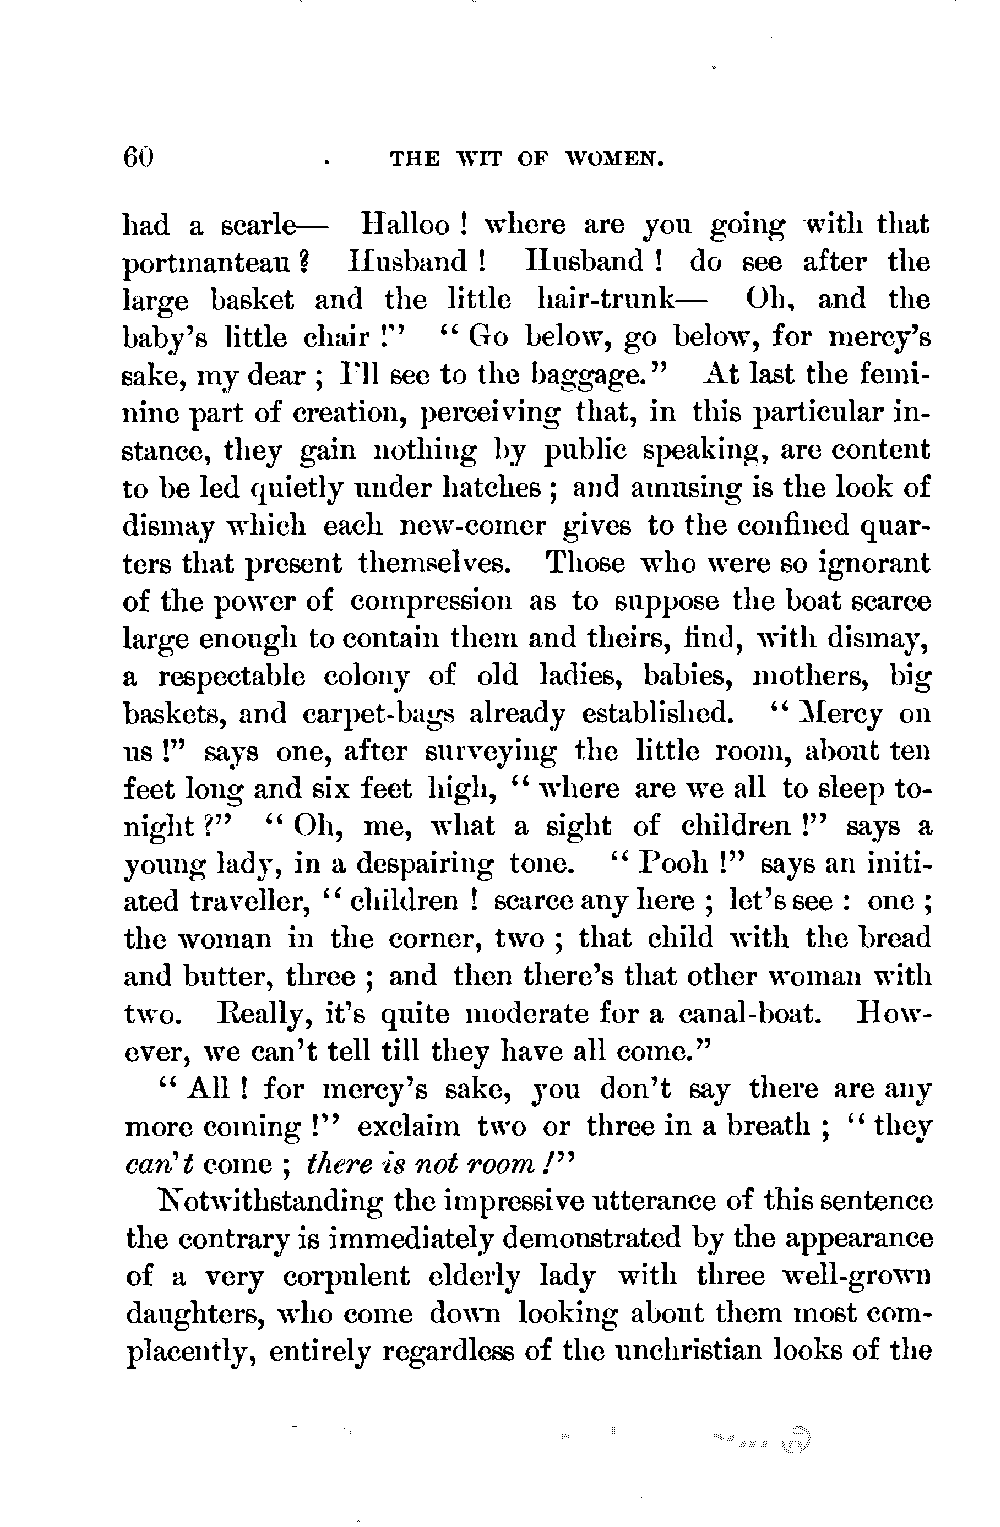 60 THE WIT OF WOMEN.
had a scarle— Halloo ! where are you going with that
portmanteau ? Husband ! Husband ! do see after the
large basket and the little hair-trunk— Oh, and the
baby's little chair !" “ Go below, go below, for mercy's
sake, my dear ; I'll see to the baggage.” At last the femi-
nine part of creation, perceiving that, in this particular in-
stance, they gain nothing by public speaking, are content
to be led quietly under hatches ; and amusing is the look of
dismay which each new-comer gives to the confined quar-
ters that present themselves. Those who were so ignorant
of the power of compression as to suppose the boat scarce
large enough to contain them and theirs, find, with dismay,
a respectable colony of old ladies, babies, mothers, big
baskets, and carpet-bags already established. “ Mercy on
us !” says one, after surveying the little room, about ten
feet long and six feet high, “ where are we all to sleep to-
night ?” “ Oh, me, what a sight of children !” says a
young lady, in a despairing tone. “ Pooh !” says an initi-
ated traveller, “ children ! scarce any here ; let's see : one ;
the woman in the corner, two ; that child with the bread
and butter, three ; and then there's that other woman with
two. Really, it's quite moderate for a canal-boat. How-
ever, we can't tell till they have all come.”
“ All ! for mercy's sake, you don't say there are any
more coming !” exclaim two or three in a breath ; “ they
can't come ; there is not room !”
Notwithstanding the impressive utterance of this sentence
the contrary is immediately demonstrated by the appearance
of a very corpulent elderly lady with three well-grown
daughters, who come down looking about them most com-
placently, entirely regardless of the unchristian looks of the